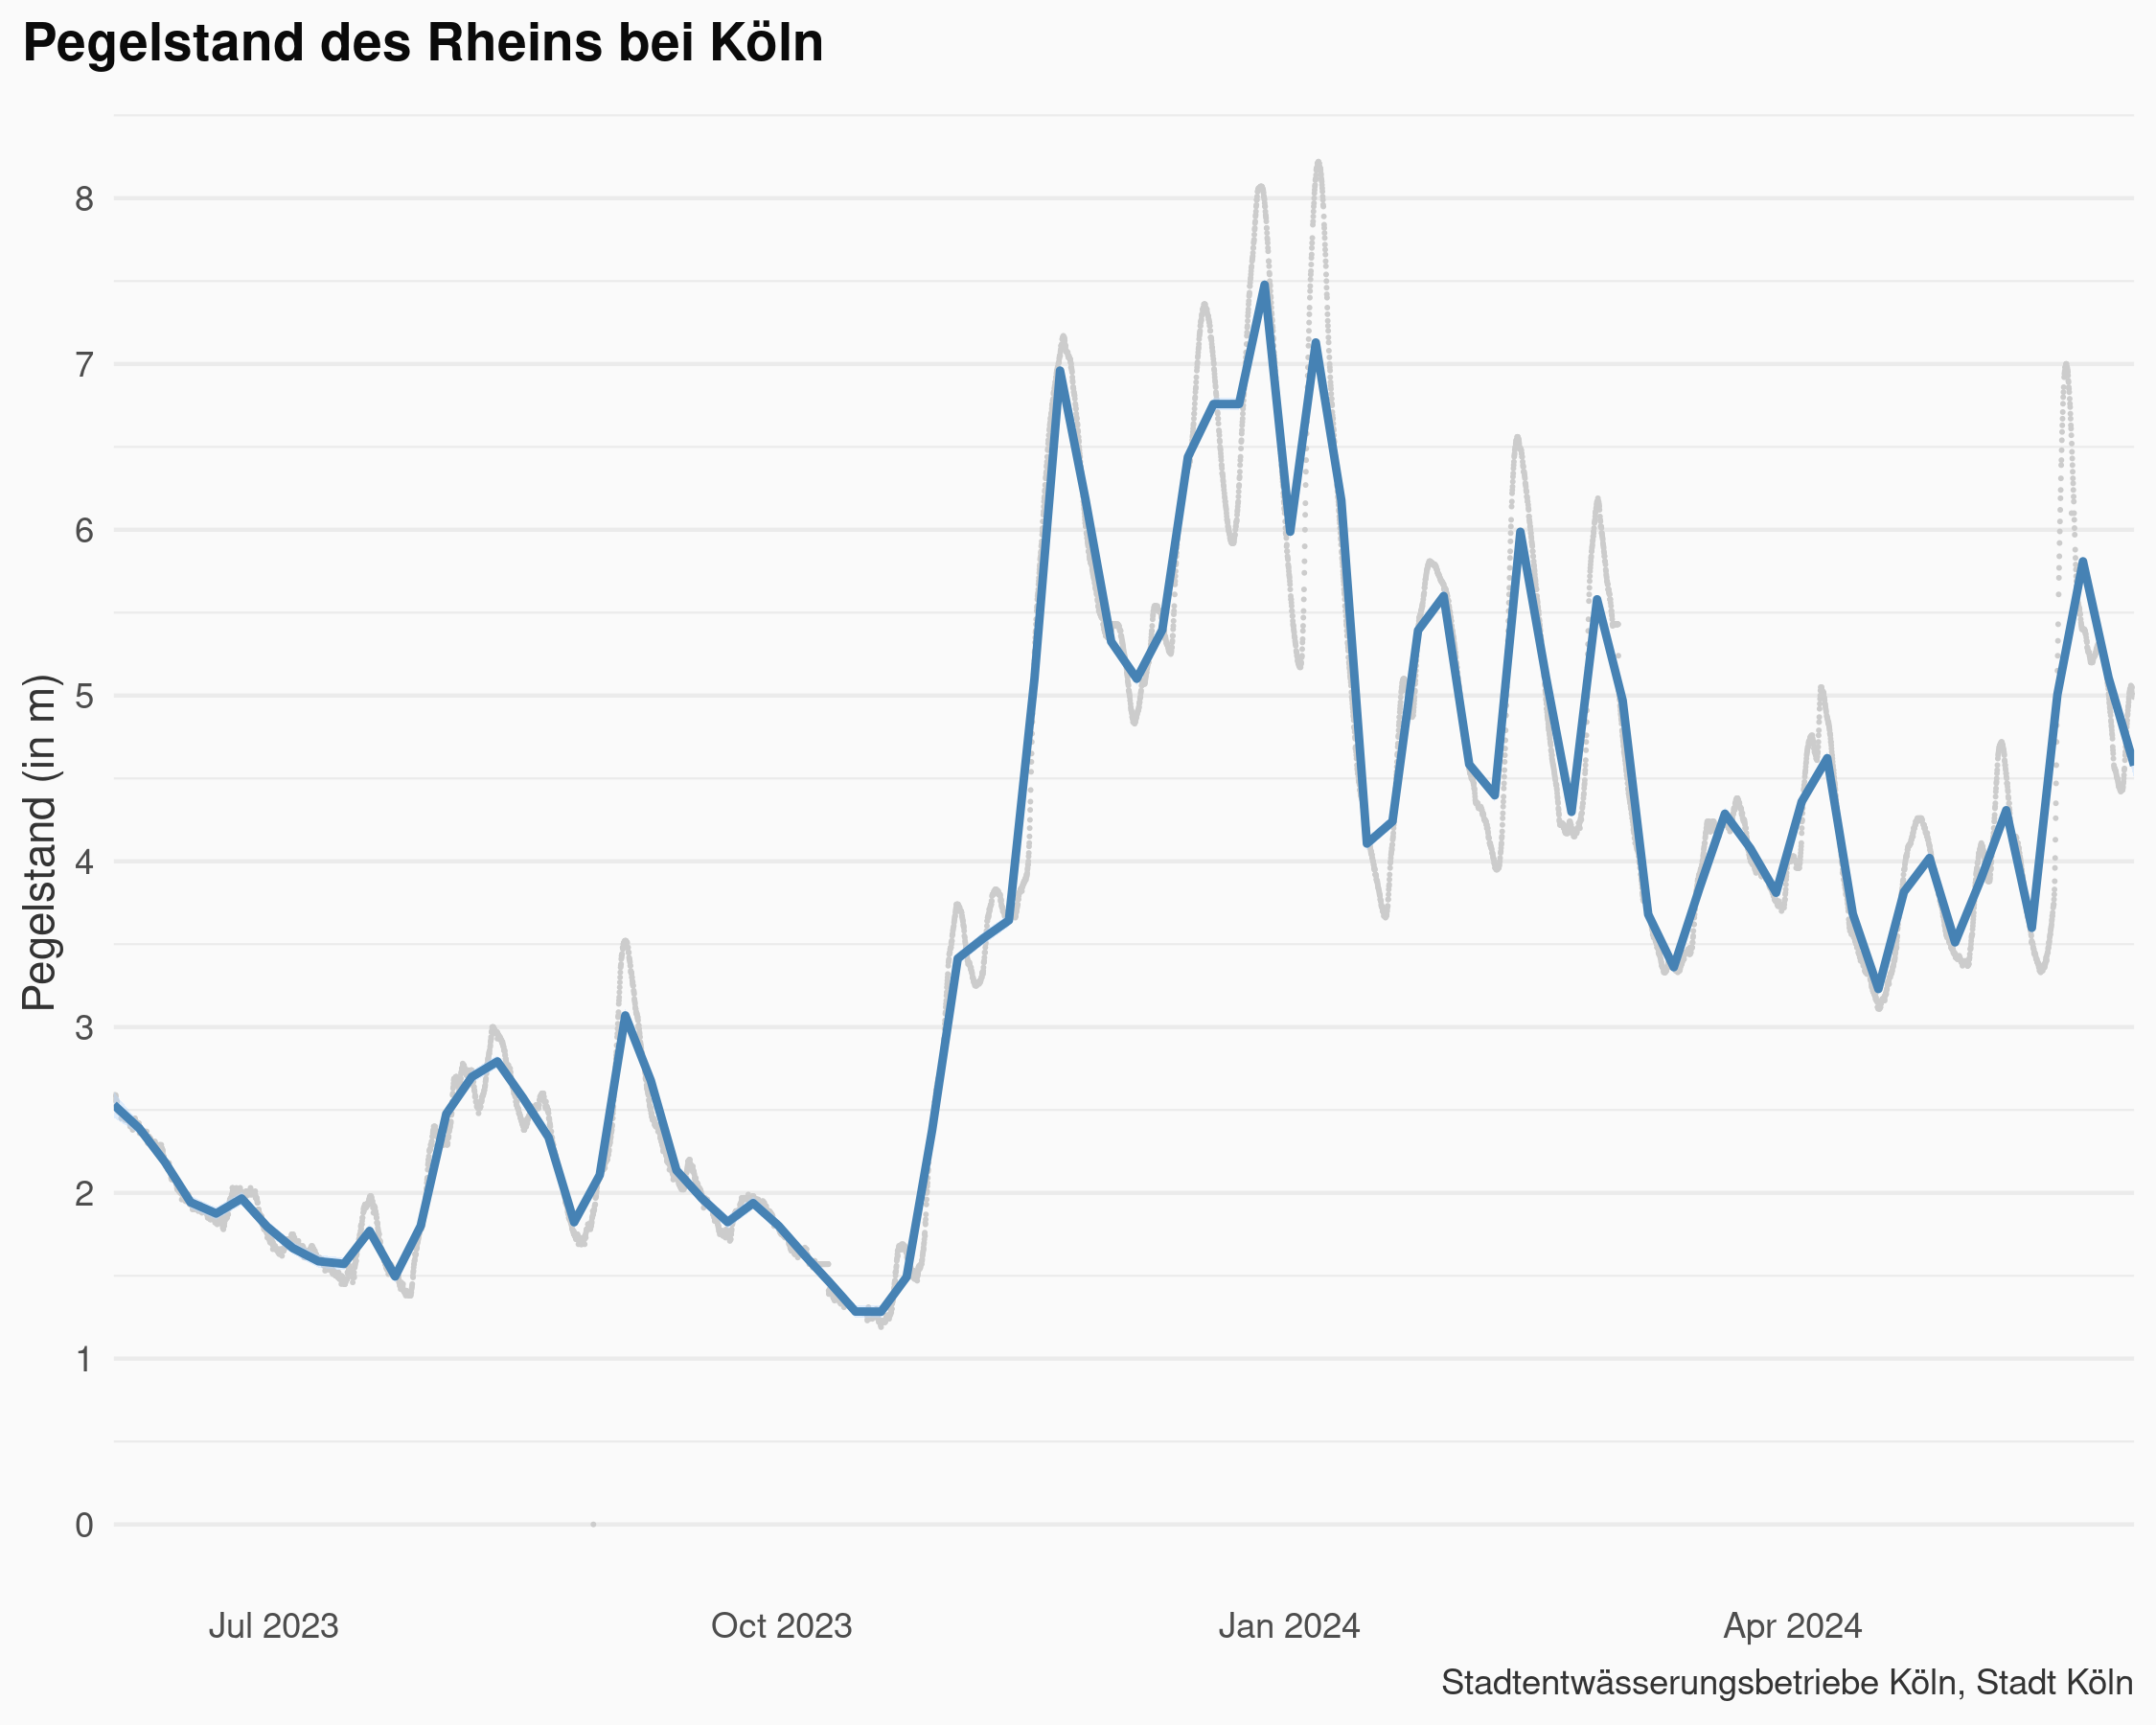 Pegelstand des Rheins bei Köln
Pegelstand (in m)
8
7
6
5
4
3
2
1
0
Jul 2023 Oct 2023 Jan 2024 Apr 2024
Stadtentwässerungsbetriebe Köln, Stadt Köln